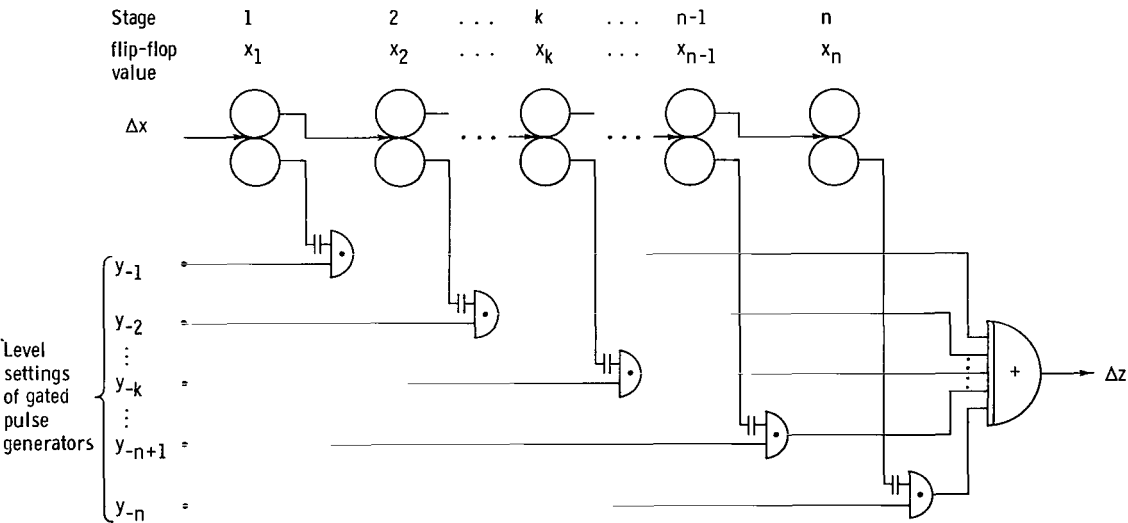 Stage 1 2 ... k ... n-1 n
flip-flop x1 x2 ... xk ... xn-1 xn
value
Δx
y-1
y-2
⋮
y-k
⋮
y-n+1
y-n
Level
settings
of gated
pulse
generators
... ...
+
Δz